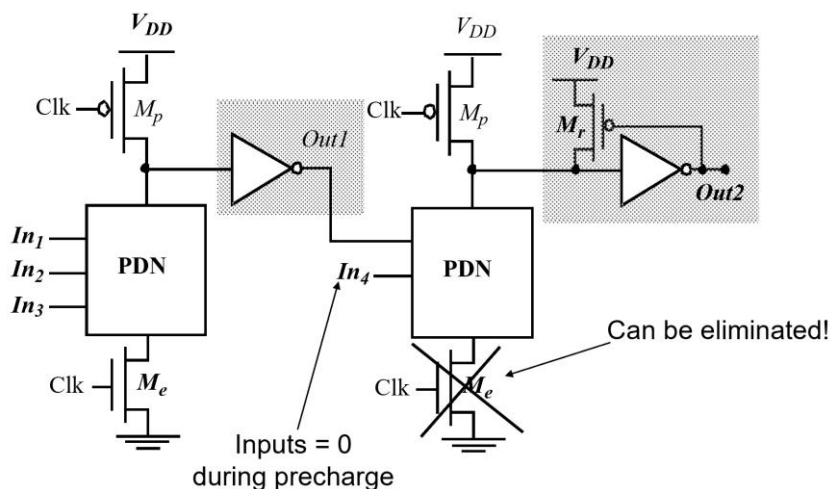 V_DD
V_DD
V_DD
Clk
M_p
Clk
M_p
M_r
Out1
Out2
In_1
In_2
In_3
PDN
In_4
PDN
Can be eliminated!
Clk
M_e
Clk
M_e
Inputs = 0
during precharge